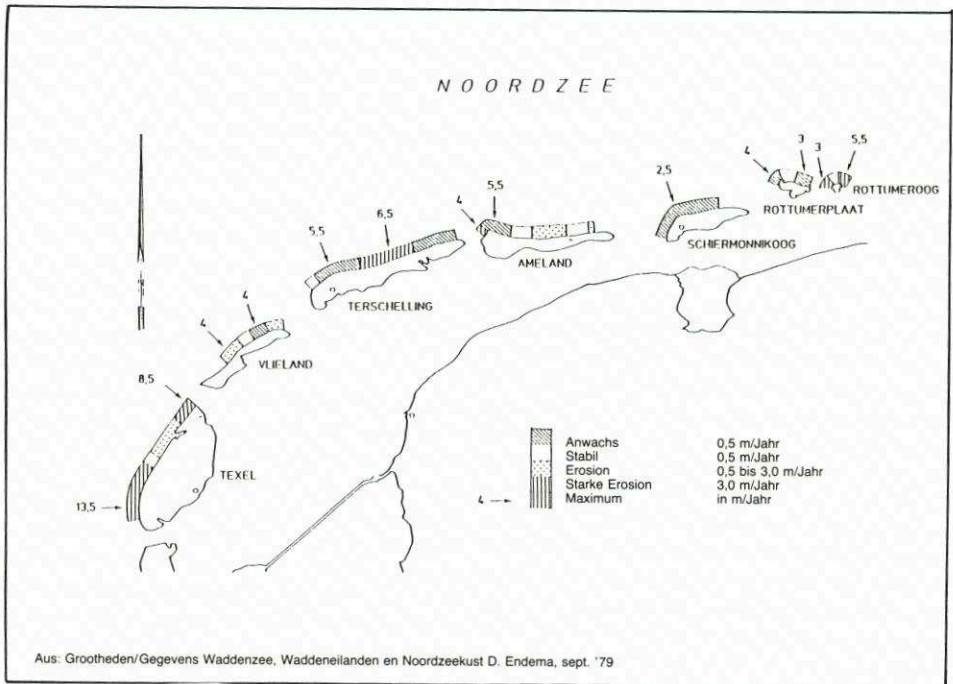 NOORDZEE
3
5,5
4
3
ROTTUMEROOG
2,5
ROTTUMERPLAAT
5,5
4
SCHIERMONNIKOOG
6,5
5,5
AMELAND
TERSCHELLING
4
4
VLIELAND
8,5
TEXEL
13,5
Anwachs 0,5 m/Jahr
Stabil 0,5 m/Jahr
Erosion 0,5 bis 3,0 m/Jahr
Starke Erosion 3,0 m/Jahr
4 Maximum in m/Jahr
Aus: Grootheden/Gegevens Waddenzee, Waddeneilanden en Noordzeekust D. Endema, sept. '79